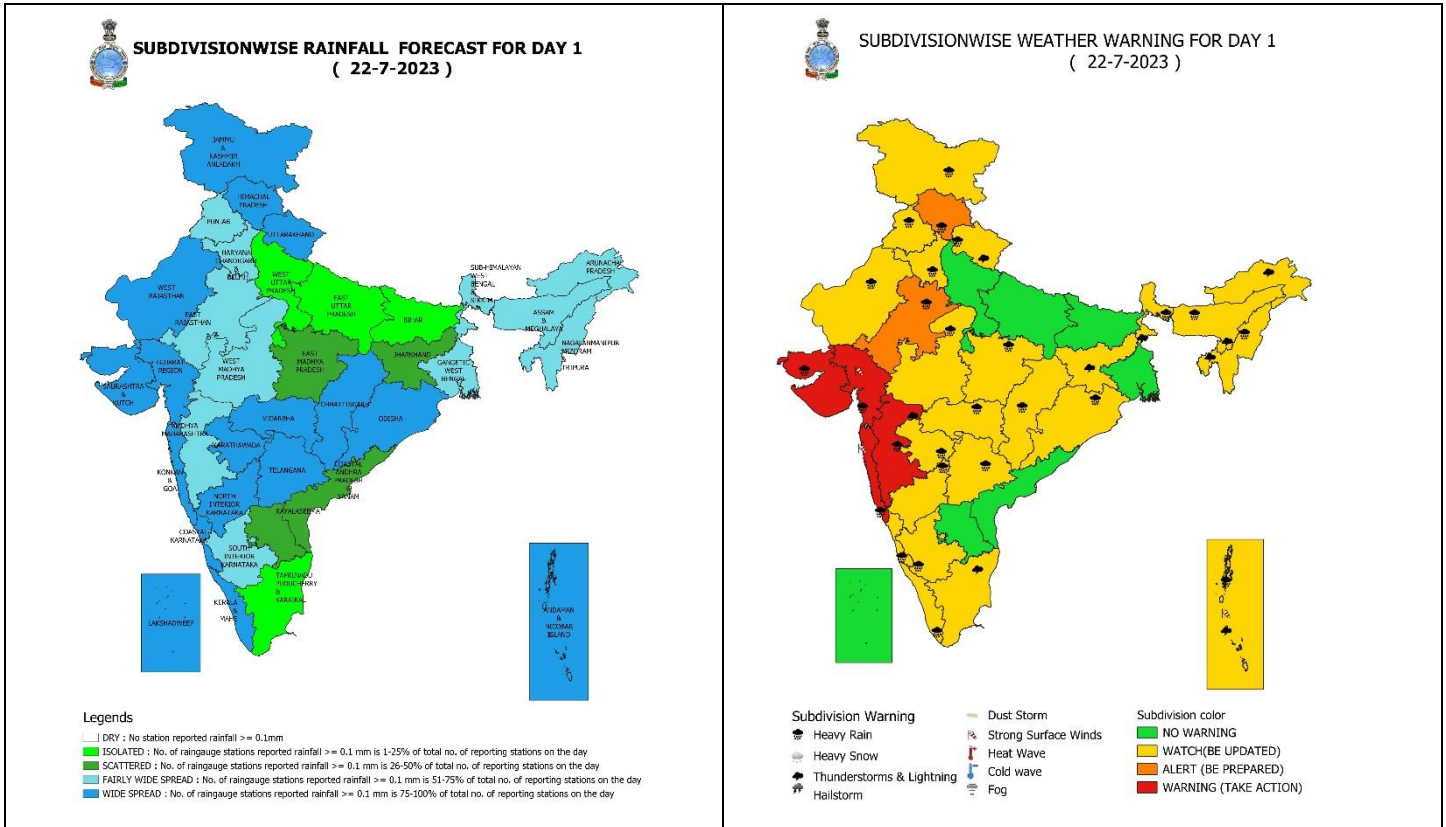 SUBDIVISIONWISE RAINFALL FORECAST FOR DAY 1
( 22-7-2023 )
JAMMU
&
KASHMIR
ANLADAKH
HIMACHAL
PRADESH
PUNJAB
UTTARAKHAND
HARYANA
CHANDIGARH
&
DELHI
WEST
RAJASTHAN
WEST
UTTAR
PRADESH
EAST
UTTAR
PRADESH
BIHAR
EAST
RAJASTHAN
SUB-HIMALAYAN
WEST
BENGAL
&
SIKKIM
ARUNACHAL
PRADESH
ASSAM
&
MEGHALAYA
NAGALANMANIPUR
MIZORAM
&
TRIPURA
GUJARAT
REGION
WEST
MADHYA
PRADESH
EAST
MADHYA
PRADESH
JHARKHAND
GANGETIC
WEST
BENGAL
SAURASHTRA
&
KUTCH
CHHATTISGARH
ODISHA
VIDARBHA
MADHYA
MAHARASHTRA
MARATHAWADA
TELANGANA
COASTAL
ANDHRA
PRADESH
&
YANAM
KONKAN
&
GOA
NORTH
INTERIOR
KARNATAKA
RAYALASEEMA
COASTAL
KARNATAKA
SOUTH
INTERIOR
KARNATAKA
TAMILNADU
PUDUCHERRY
&
KARAIKAL
KERALA
&
MAHE
LAKSHADWEEP
ANDAMAN
&
NICOBAR
ISLAND
Legends
DRY : No station reported rainfall >= 0.1mm
ISOLATED : No. of raingauge stations reported rainfall >= 0.1 mm is 1-25% of total no. of reporting stations on the day
SCATTERED : No. of raingauge stations reported rainfall >= 0.1 mm is 26-50% of total no. of reporting stations on the day
FAIRLY WIDE SPREAD : No. of raingauge stations reported rainfall >= 0.1 mm is 51-75% of total no. of reporting stations on the day
WIDE SPREAD : No. of raingauge stations reported rainfall >= 0.1 mm is 75-100% of total no. of reporting stations on the day
SUBDIVISIONWISE WEATHER WARNING FOR DAY 1
( 22-7-2023 )
Subdivision Warning
Heavy Rain
Heavy Snow
Thunderstorms & Lightning
Hailstorm
Dust Storm
Strong Surface Winds
Heat Wave
Cold wave
Fog
Subdivision color
NO WARNING
WATCH(BE UPDATED)
ALERT (BE PREPARED)
WARNING (TAKE ACTION)